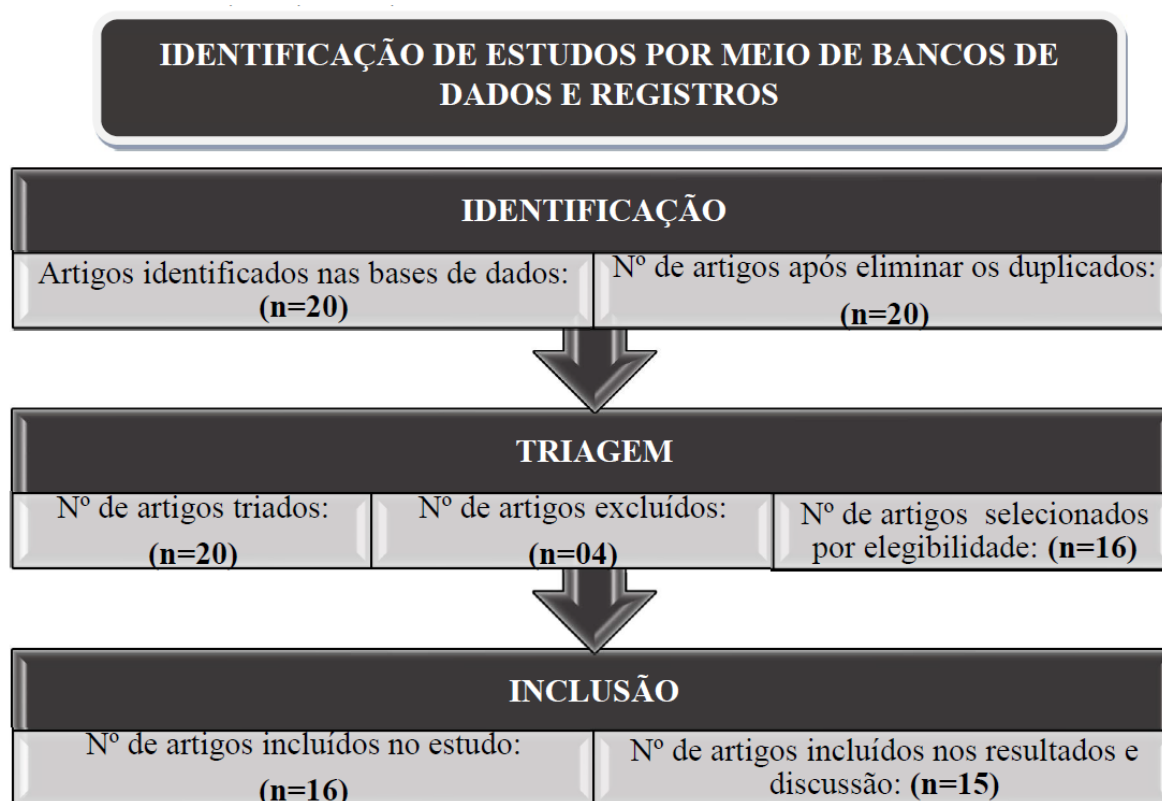 IDENTIFICAÇÃO DE ESTUDOS POR MEIO DE BANCOS DE
DADOS E REGISTROS
IDENTIFICAÇÃO
Artigos identificados nas bases de dados:
(n=20)
Nº de artigos após eliminar os duplicados:
(n=20)
TRIAGEM
Nº de artigos triados:
(n=20)
Nº de artigos excluídos:
(n=04)
Nº de artigos selecionados
por elegibilidade: (n=16)
INCLUSÃO
Nº de artigos incluídos no estudo:
(n=16)
Nº de artigos incluídos nos resultados e
discussão: (n=15)